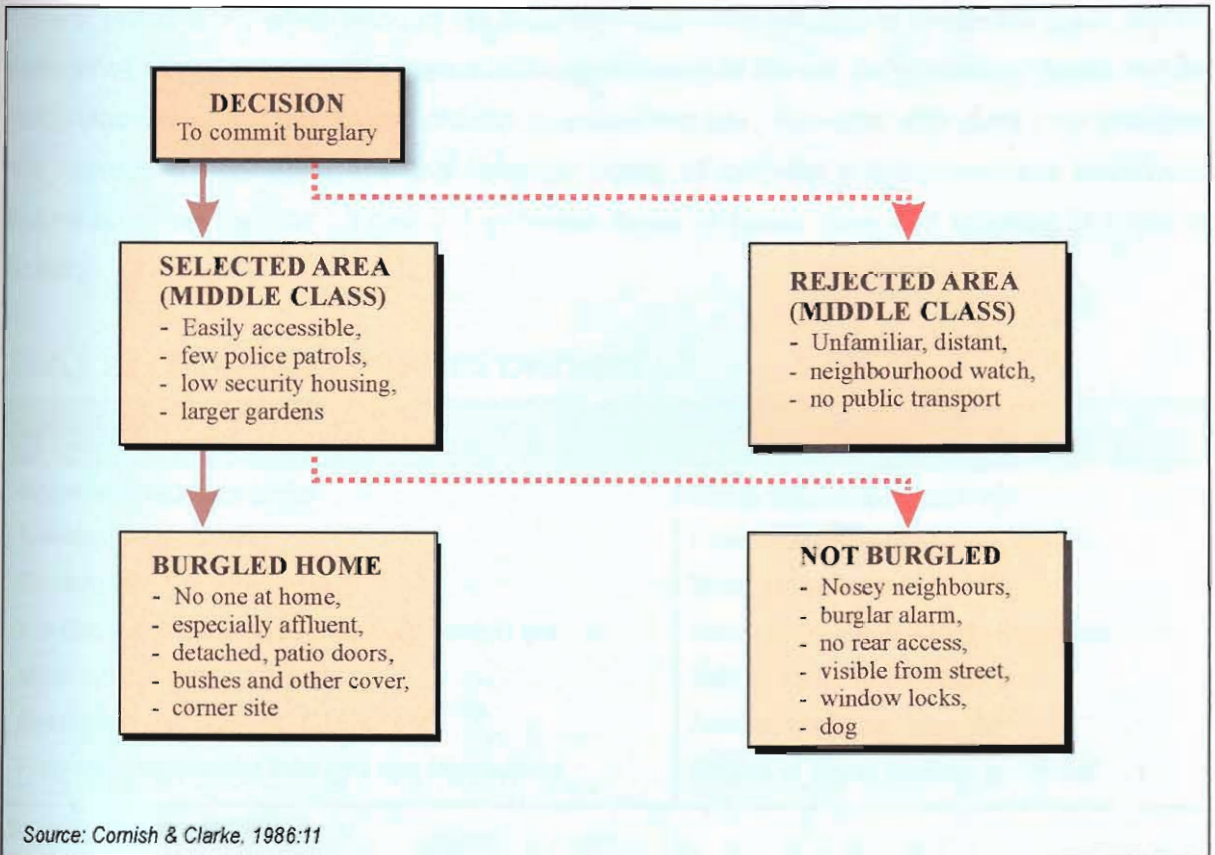 DECISION
To commit burglary
SELECTED AREA
(MIDDLE CLASS)
- Easily accessible,
- few police patrols,
- low security housing,
- larger gardens
REJECTED AREA
(MIDDLE CLASS)
- Unfamiliar, distant,
- neighbourhood watch,
- no public transport
BURGLED HOME
- No one at home,
- especially affluent,
- detached, patio doors,
- bushes and other cover,
- corner site
NOT BURGLED
- Nosey neighbours,
- burglar alarm,
- no rear access,
- visible from street,
- window locks,
- dog
Source: Cornish & Clarke, 1986:11